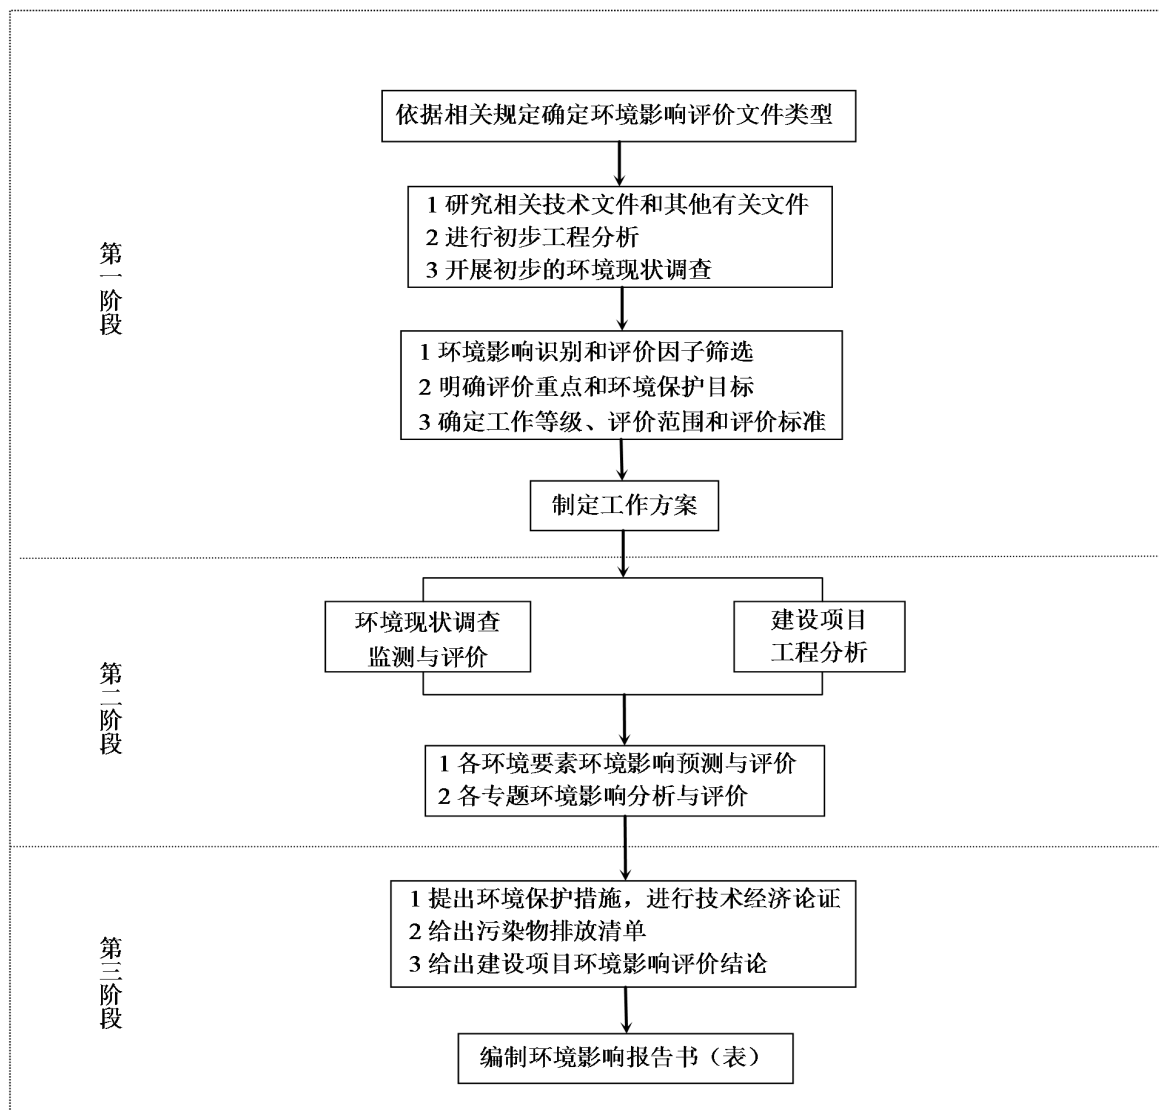 依据相关规定确定环境影响评价文件类型
第一阶段
1 研究相关技术文件和其他有关文件
2 进行初步工程分析
3 开展初步的环境现状调查
1 环境影响识别和评价因子筛选
2 明确评价重点和环境保护目标
3 确定工作等级、评价范围和评价标准
制定工作方案
第二阶段
环境现状调查
监测与评价
建设项目
工程分析
1 各环境要素环境影响预测与评价
2 各专题环境影响分析与评价
第三阶段
1 提出环境保护措施，进行技术经济论证
2 给出污染物排放清单
3 给出建设项目环境影响评价结论
编制环境影响报告书（表）